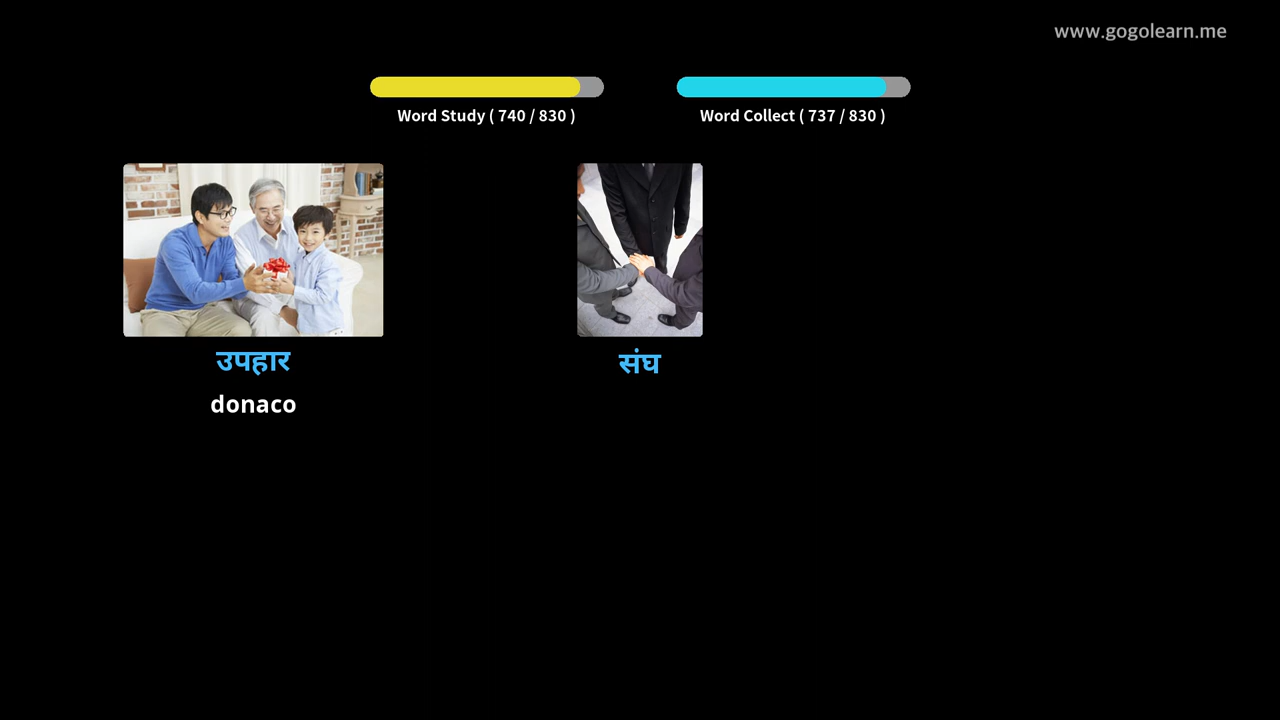 www.gogolearn.me
Word Study ( 740 / 830 )
Word Collect ( 737 / 830 )
उपहार
donaco
संघ